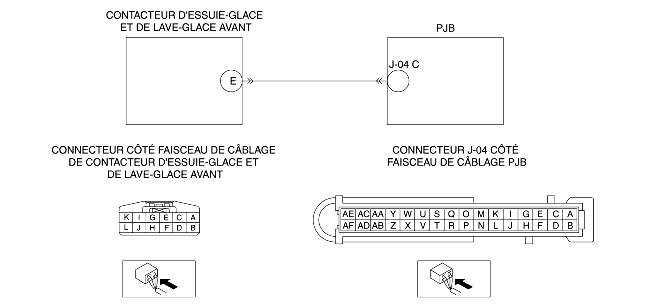 CONTACTEUR D'ESSUIE-GLACE
ET DE LAVE-GLACE AVANT
PJB
E
J-04 C
CONNECTEUR CÔTÉ FAISCEAU DE CÂBLAGE
DE CONTACTEUR D'ESSUIE-GLACE ET
DE LAVE-GLACE AVANT
CONNECTEUR J-04 CÔTÉ
FAISCEAU DE CÂBLAGE PJB
K I G E C A
L J H F D B
AE AC AA Y W U S Q O M K I G E C A
AF AD AB Z X V T R P N L J H F D B